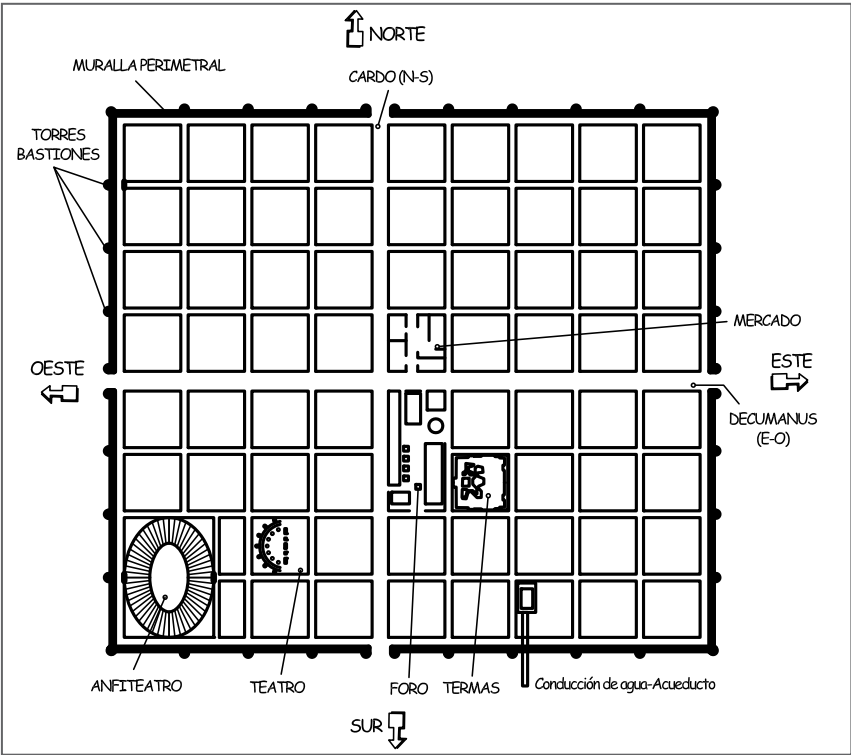 NORTE
MURALLA PERIMETRAL
CARDO (N-S)
TORRES
BASTIONES
MERCADO
OESTE
ESTE
DECUMANUS
(E-O)
ANFITEATRO
TEATRO
FORO
TERMAS
Conducción de agua-Acueducto
SUR